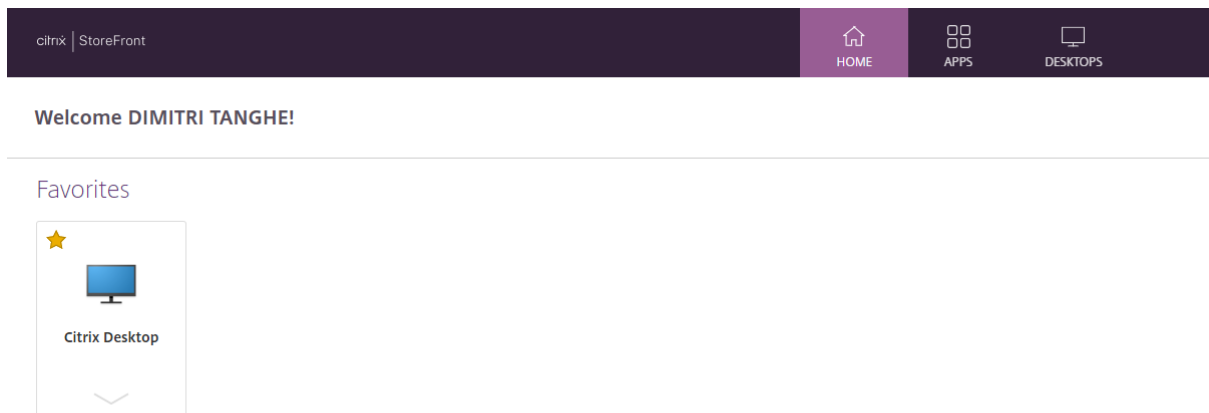 citrix | StoreFront
HOME
APPS
DESKTOPS
Welcome DIMITRI TANGHE!
Favorites
Citrix Desktop